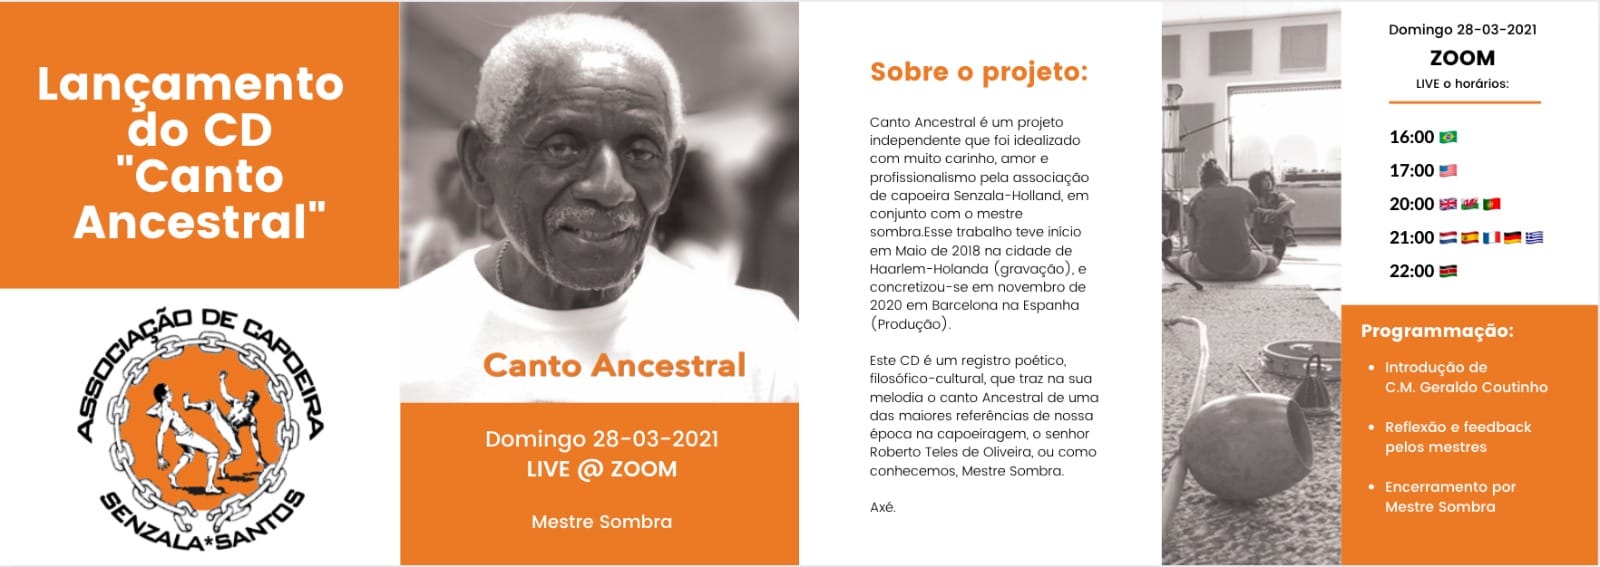 Lançamento
do CD
"Canto
Ancestral"
ASSOCIAÇÃO DE CAPOEIRA
SENZALA*SANTOS
Canto Ancestral
Domingo 28-03-2021
LIVE @ ZOOM
Mestre Sombra
Sobre o projeto:
Canto Ancestral é um projeto
independente que foi idealizado
com muito carinho, amor e
profissionalismo pela associação
de capoeira Senzala-Holland, em
conjunto com o mestre
sombra.Esse trabalho teve início
em Maio de 2018 na cidade de
Haarlem-Holanda (gravação), e
concretizou-se em novembro de
2020 em Barcelona na Espanha
(Produção).
Este CD é um registro poético,
filosófico-cultural, que traz na sua
melodia o canto Ancestral de uma
das maiores referências de nossa
época na capoeiragem, o senhor
Roberto Teles de Oliveira, ou como
conhecemos, Mestre Sombra.
Axé.
Domingo 28-03-2021
ZOOM
LIVE o horários:
16:00
17:00
20:00
21:00
22:00
Programmação:
• Introdução de
C.M. Geraldo Coutinho
• Reflexão e feedback
pelos mestres
• Encerramento por
Mestre Sombra